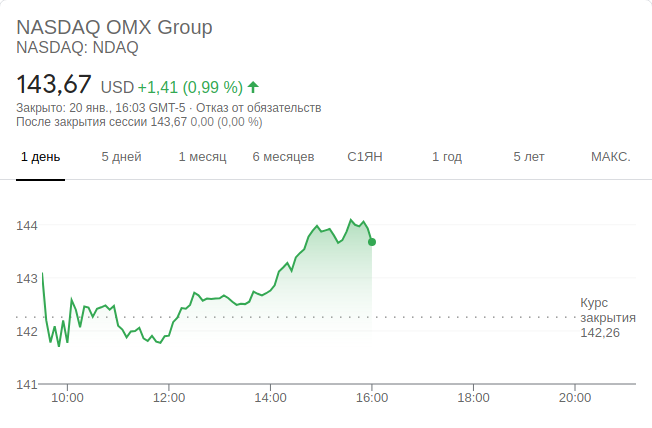 NASDAQ OMX Group
NASDAQ: NDAQ
143,67 USD +1,41 (0,99 %)
Закрыто: 20 янв., 16:03 GMT-5 · Отказ от обязательств
После закрытия сессии 143,67 0,00 (0,00 %)
1 день 5 дней 1 месяц 6 месяцев С1ЯН 1 год 5 лет МАКС.
144
143
Курс
закрытия
142,26
142
141
10:00 12:00 14:00 16:00 18:00 20:00